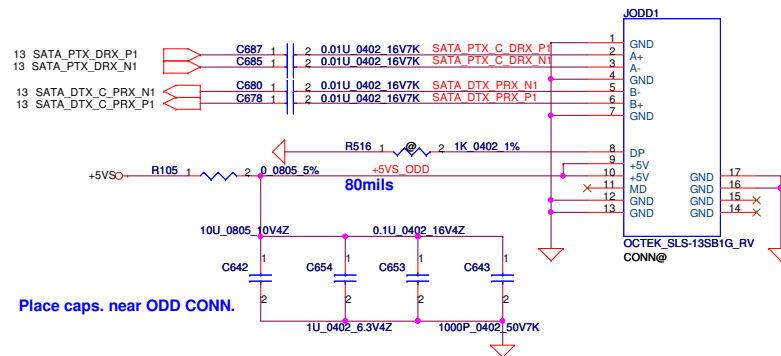 JODD1
13 SATA_PTX_DRX_P1 C687 1 2 0.01U_0402_16V7K SATA_PTX_C_DRX_P1
13 SATA_PTX_DRX_N1 C685 1 2 0.01U_0402_16V7K SATA_PTX_C_DRX_N1
13 SATA_DTX_C_PRX_N1 C680 1 2 0.01U_0402_16V7K SATA_DTX_PRX_N1
13 SATA_DTX_C_PRX_P1 C678 1 2 0.01U_0402_16V7K SATA_DTX_PRX_P1
1 GND
2 A+
3 A-
4 GND
5 B-
6 B+
7 GND
R516 1 @ 2 1K_0402_1% 8 DP
9 +5V
+5VS R105 1 2 0_0805_5% +5VS_ODD 10 +5V
80mils
11 MD
12 GND
13 GND
GND 17
GND 16
GND 15
GND 14
OCTEK_SLS-13SB1G_RV
CONN@
10U_0805_10V4Z 0.1U_0402_16V4Z
1 1 1 1
C642 C654 C653 C643
2 2 2 2
Place caps. near ODD CONN.
1U_0402_6.3V4Z 1000P_0402_50V7K